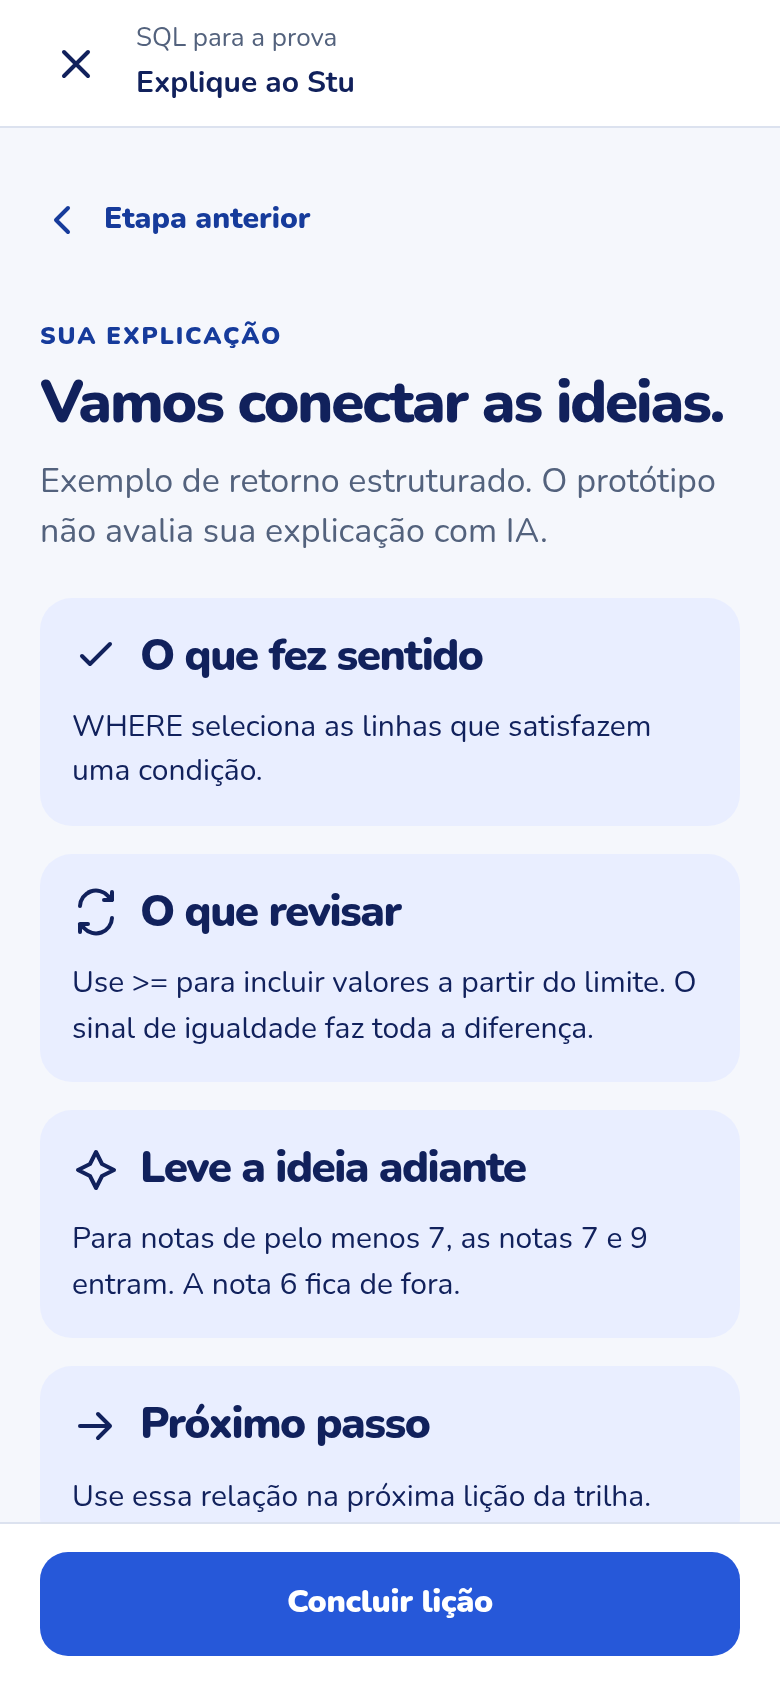 SQL para a prova
Explique ao Stu
Etapa anterior
SUA EXPLICAÇÃO
Vamos conectar as ideias.
Exemplo de retorno estruturado. O protótipo
não avalia sua explicação com IA.
O que fez sentido
WHERE seleciona as linhas que satisfazem
uma condição.
O que revisar
Use >= para incluir valores a partir do limite. O
sinal de igualdade faz toda a diferença.
Leve a ideia adiante
Para notas de pelo menos 7, as notas 7 e 9
entram. A nota 6 fica de fora.
Próximo passo
Use essa relação na próxima lição da trilha.
Concluir lição